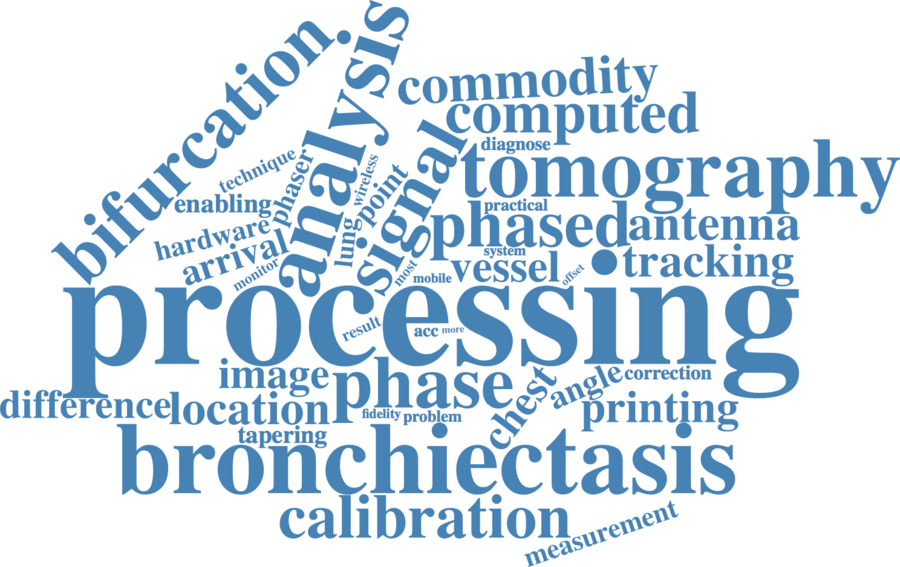 bifurcation
analysis
commodity
computed
diagnose
tomography
technique
enabling
phaser
wireless
point
signal
practical
phased
antenna
hardware
arrival
lung
monitor
system
most
mobile
vessel
offset
tracking
processing
result
acc
more
image
phase
chest
angle
correction
difference
location
fidelity
problem
printing
tapering
bronchiectasis
calibration
measurement